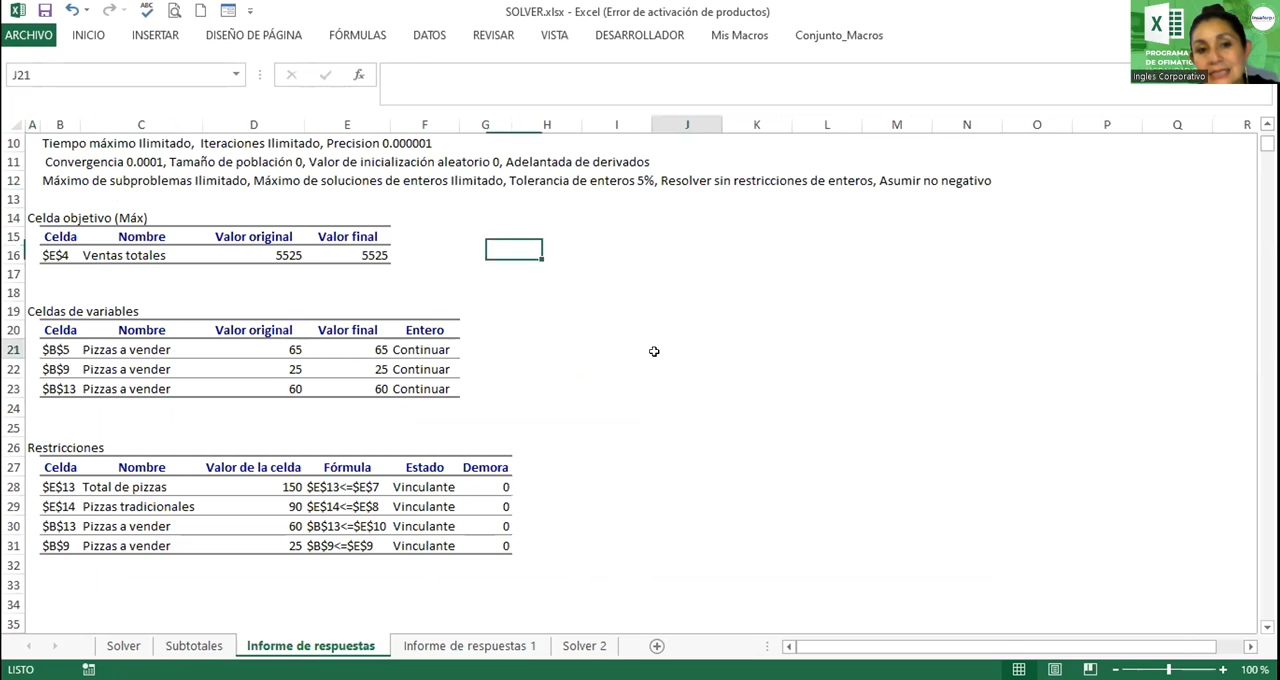 SOLVER.xlsx - Excel (Error de activación de productos)
ARCHIVO INICIO INSERTAR DISEÑO DE PÁGINA FÓRMULAS DATOS REVISAR VISTA DESARROLLADOR Mis Macros Conjunto_Macros
PROGRAMA
DE OFIMÁTIC
Ingles Corporativo
J21 fx
A B C D E F G H I J K L M N O P Q R
10 Tiempo máximo Ilimitado, Iteraciones Ilimitado, Precision 0.000001
11 Convergencia 0.0001, Tamaño de población 0, Valor de inicialización aleatorio 0, Adelantada de derivados
12 Máximo de subproblemas Ilimitado, Máximo de soluciones de enteros Ilimitado, Tolerancia de enteros 5%, Resolver sin restricciones de enteros, Asumir no negativo
13
14 Celda objetivo (Máx)
15 Celda Nombre Valor original Valor final
16 $E$4 Ventas totales 5525 5525
17
18
19 Celdas de variables
20 Celda Nombre Valor original Valor final Entero
21 $B$5 Pizzas a vender 65 65 Continuar
22 $B$9 Pizzas a vender 25 25 Continuar
23 $B$13 Pizzas a vender 60 60 Continuar
24
25
26 Restricciones
27 Celda Nombre Valor de la celda Fórmula Estado Demora
28 $E$13 Total de pizzas 150 $E$13<=$E$7 Vinculante 0
29 $E$14 Pizzas tradicionales 90 $E$14<=$E$8 Vinculante 0
30 $B$13 Pizzas a vender 60 $B$13<=$E$10 Vinculante 0
31 $B$9 Pizzas a vender 25 $B$9<=$E$9 Vinculante 0
32
33
34
35
Solver Subtotales Informe de respuestas Informe de respuestas 1 Solver 2
LISTO 100 %